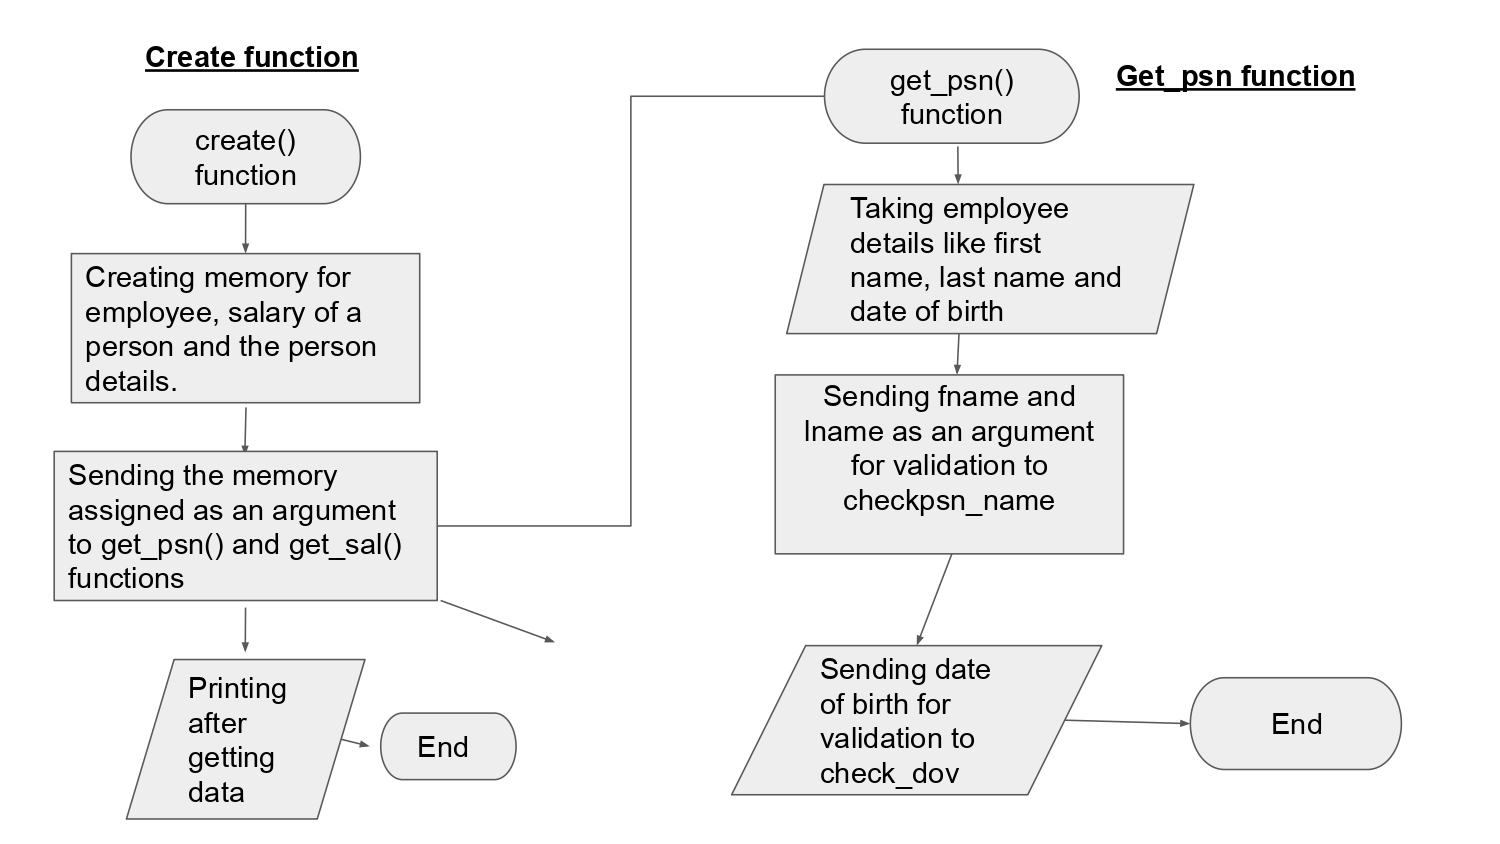 Create function
create()
function
Creating memory for
employee, salary of a
person and the person
details.
Sending the memory
assigned as an argument
to get_psn() and get_sal()
functions
Printing
after
getting
data
End
get_psn()
function
Get_psn function
Taking employee
details like first
name, last name and
date of birth
Sending fname and
lname as an argument
for validation to
checkpsn_name
Sending date
of birth for
validation to
check_dov
End